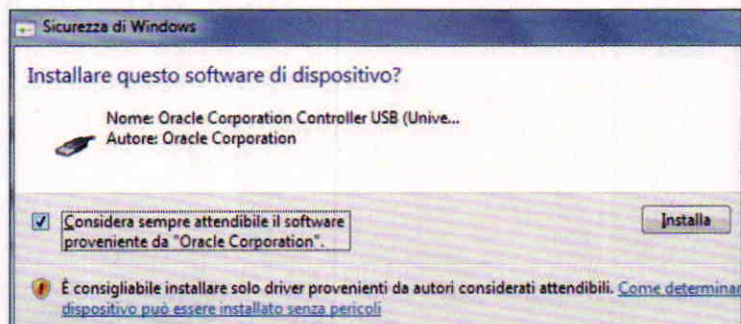 Sicurezza di Windows
Installare questo software di dispositivo?
Nome: Oracle Corporation Controller USB (Unive...
Autore: Oracle Corporation
Considera sempre attendibile il software
proveniente da "Oracle Corporation".
Installa
È consigliabile installare solo driver provenienti da autori considerati attendibili. Come determinar
dispositivo può essere installato senza pericoli